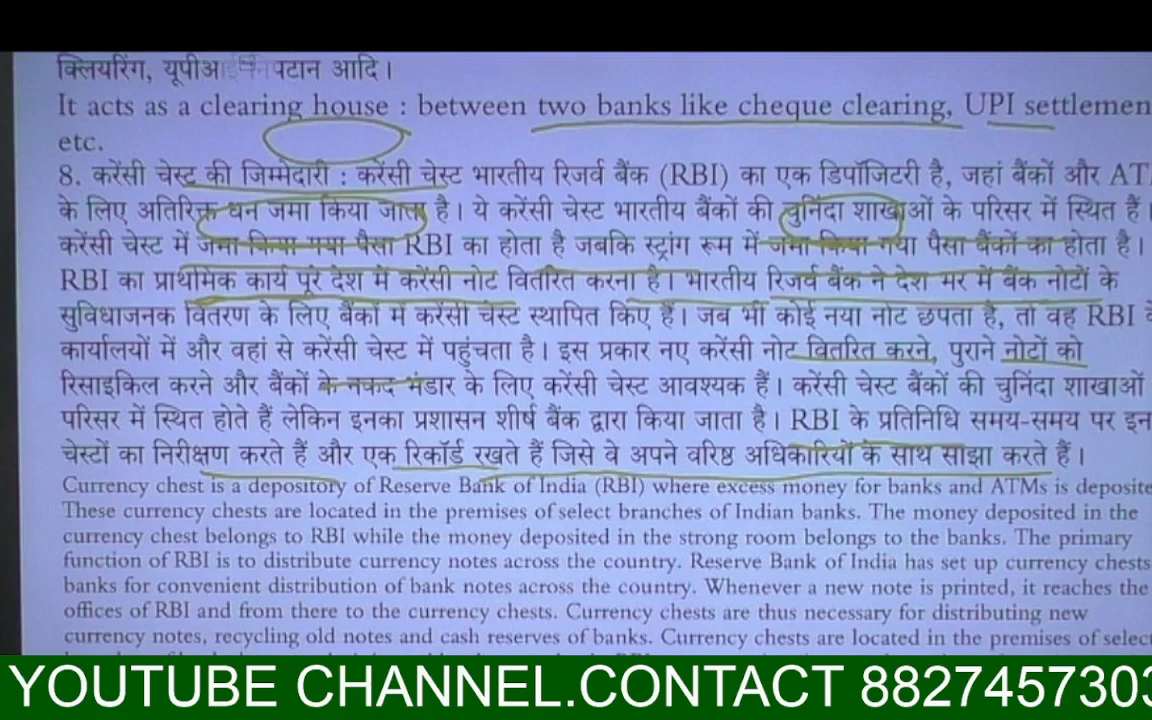 क्लियरिंग, यूपीआई निपटान आदि।
It acts as a clearing house : between two banks like cheque clearing, UPI settlemen
etc.
8. करेंसी चेस्ट की जिम्मेदारी : करेंसी चेस्ट भारतीय रिजर्व बैंक (RBI) का एक डिपॉजिटरी है, जहां बैंकों और AT
के लिए अतिरिक्त धन जमा किया जाता है। ये करेंसी चेस्ट भारतीय बैंकों की चुनिंदा शाखाओं के परिसर में स्थित हैं।
करेंसी चेस्ट में जमा किया गया पैसा RBI का होता है जबकि स्ट्रांग रूम में जमा किया गया पैसा बैंकों का होता है।
RBI का प्राथमिक कार्य पूरे देश में करेंसी नोट वितरित करना है। भारतीय रिजर्व बैंक ने देश भर में बैंक नोटों के
सुविधाजनक वितरण के लिए बैंकों में करेंसी चेस्ट स्थापित किए हैं। जब भी कोई नया नोट छपता है, तो वह RBI के
कार्यालयों में और वहां से करेंसी चेस्ट में पहुंचता है। इस प्रकार नए करेंसी नोट वितरित करने, पुराने नोटों को
रिसाइकिल करने और बैंकों के नकद भंडार के लिए करेंसी चेस्ट आवश्यक हैं। करेंसी चेस्ट बैंकों की चुनिंदा शाखाओं
परिसर में स्थित होते हैं लेकिन इनका प्रशासन शीर्ष बैंक द्वारा किया जाता है। RBI के प्रतिनिधि समय-समय पर इन
चेस्टों का निरीक्षण करते हैं और एक रिकॉर्ड रखते हैं जिसे वे अपने वरिष्ठ अधिकारियों के साथ साझा करते हैं।
Currency chest is a depository of Reserve Bank of India (RBI) where excess money for banks and ATMs is deposite
These currency chests are located in the premises of select branches of Indian banks. The money deposited in the
currency chest belongs to RBI while the money deposited in the strong room belongs to the banks. The primary
function of RBI is to distribute currency notes across the country. Reserve Bank of India has set up currency chests
banks for convenient distribution of bank notes across the country. Whenever a new note is printed, it reaches the
offices of RBI and from there to the currency chests. Currency chests are thus necessary for distributing new
currency notes, recycling old notes and cash reserves of banks. Currency chests are located in the premises of select
YOUTUBE CHANNEL.CONTACT 8827457303